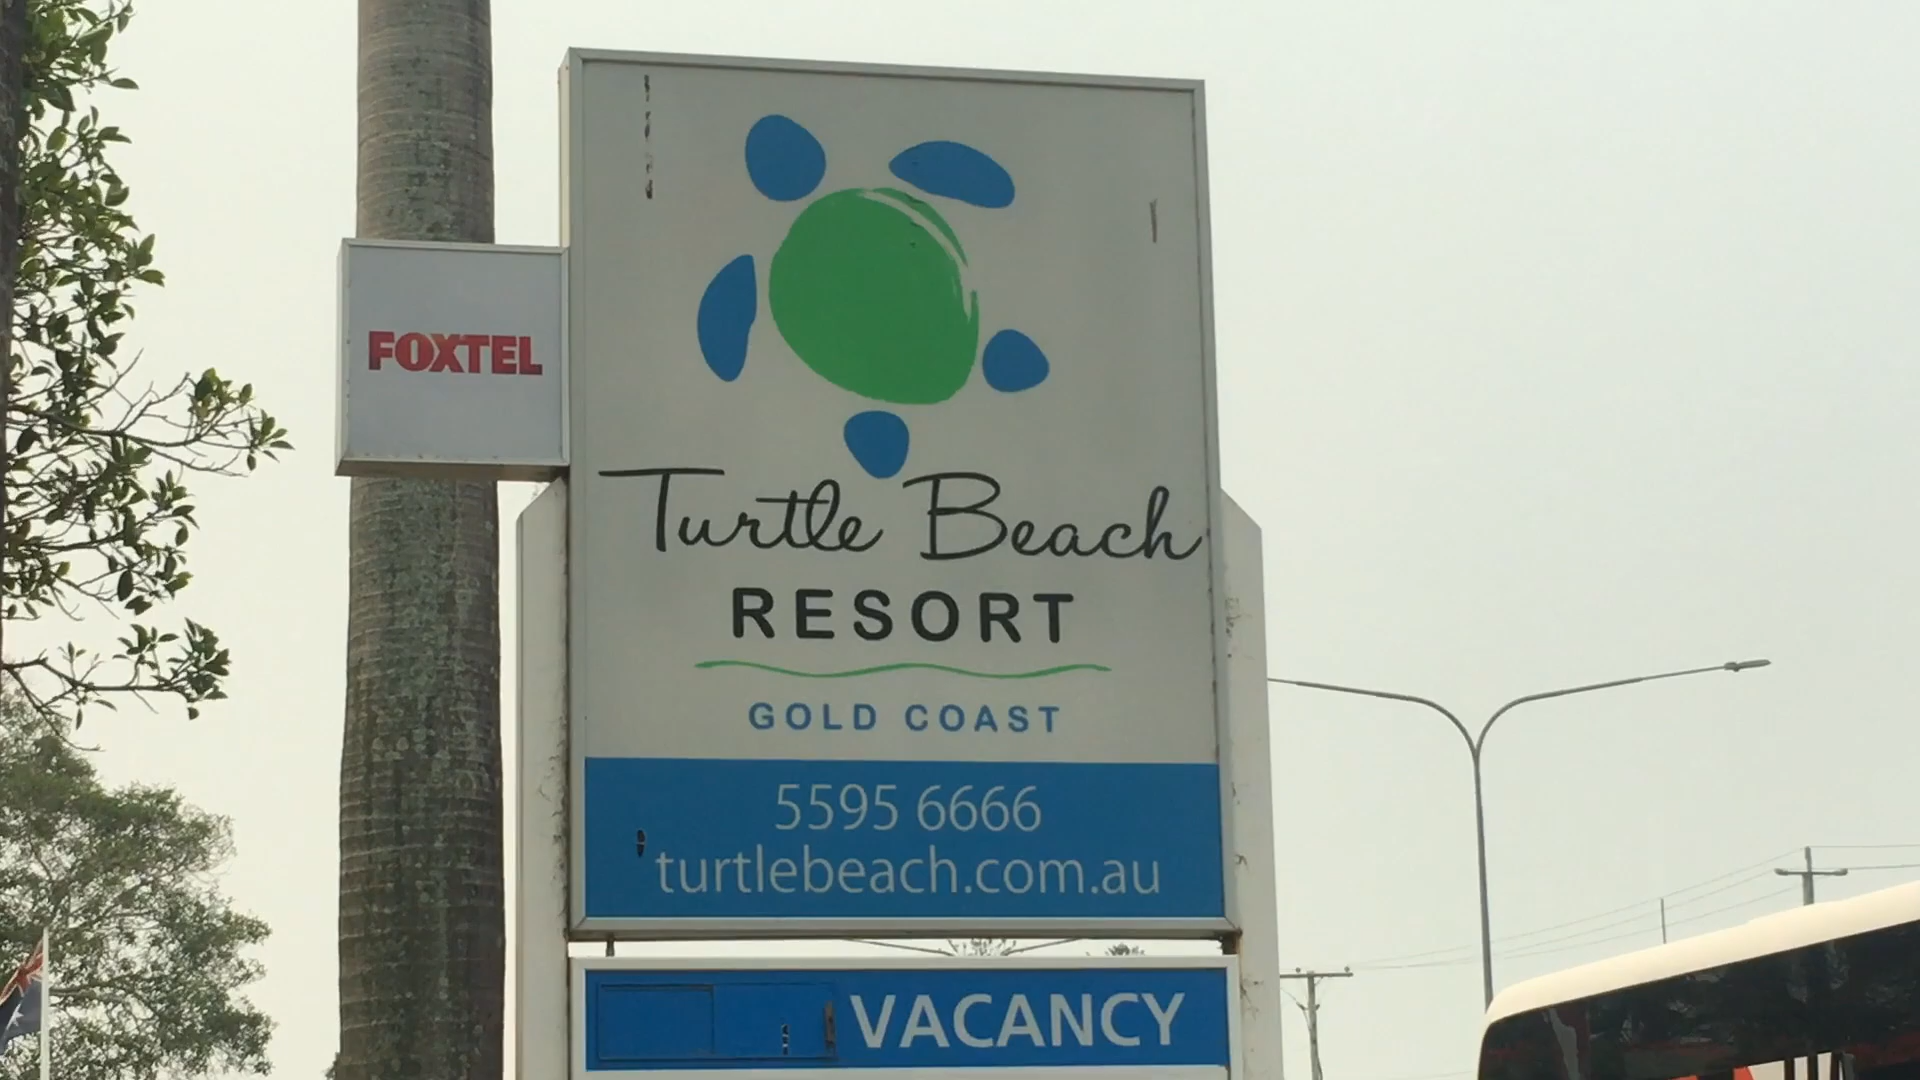 FOXTEL
Turtle Beach
RESORT
GOLD COAST
5595 6666
turtlebeach.com.au
VACANCY